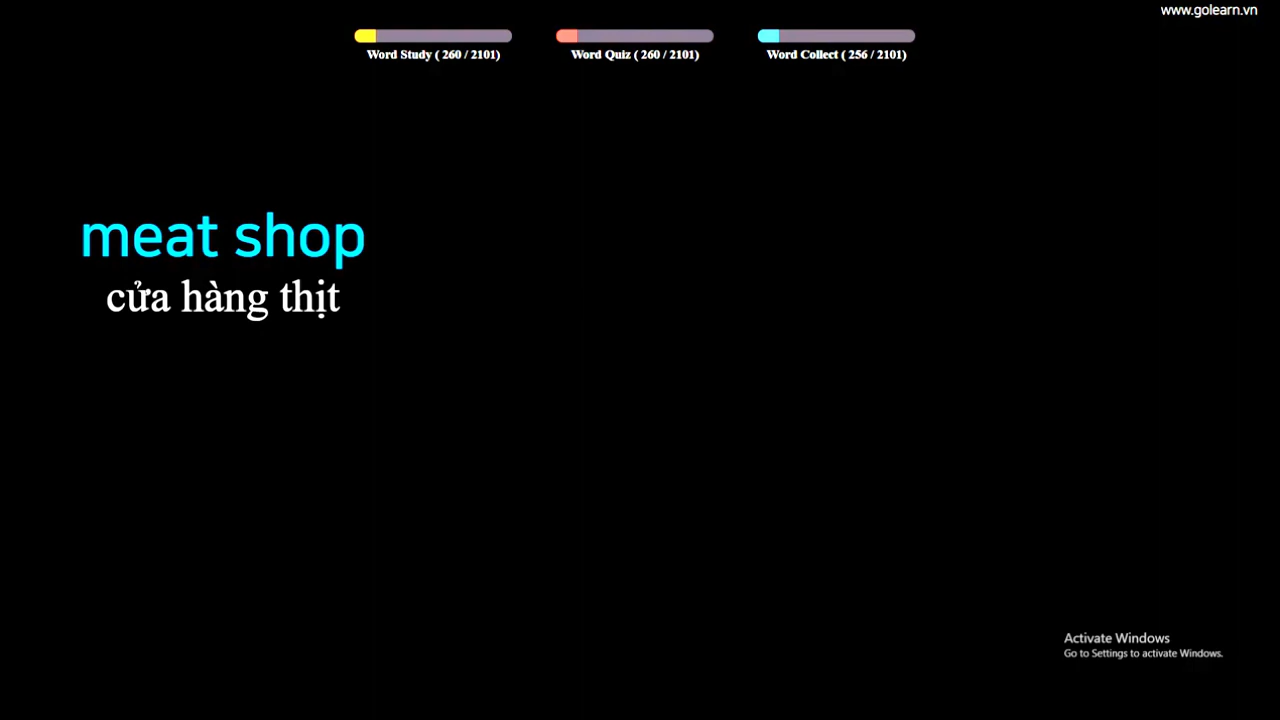 www.golearn.vn
Word Study ( 260 / 2101)
Word Quiz ( 260 / 2101)
Word Collect ( 256 / 2101)
meat shop
cửa hàng thịt
Activate Windows
Go to Settings to activate Windows.